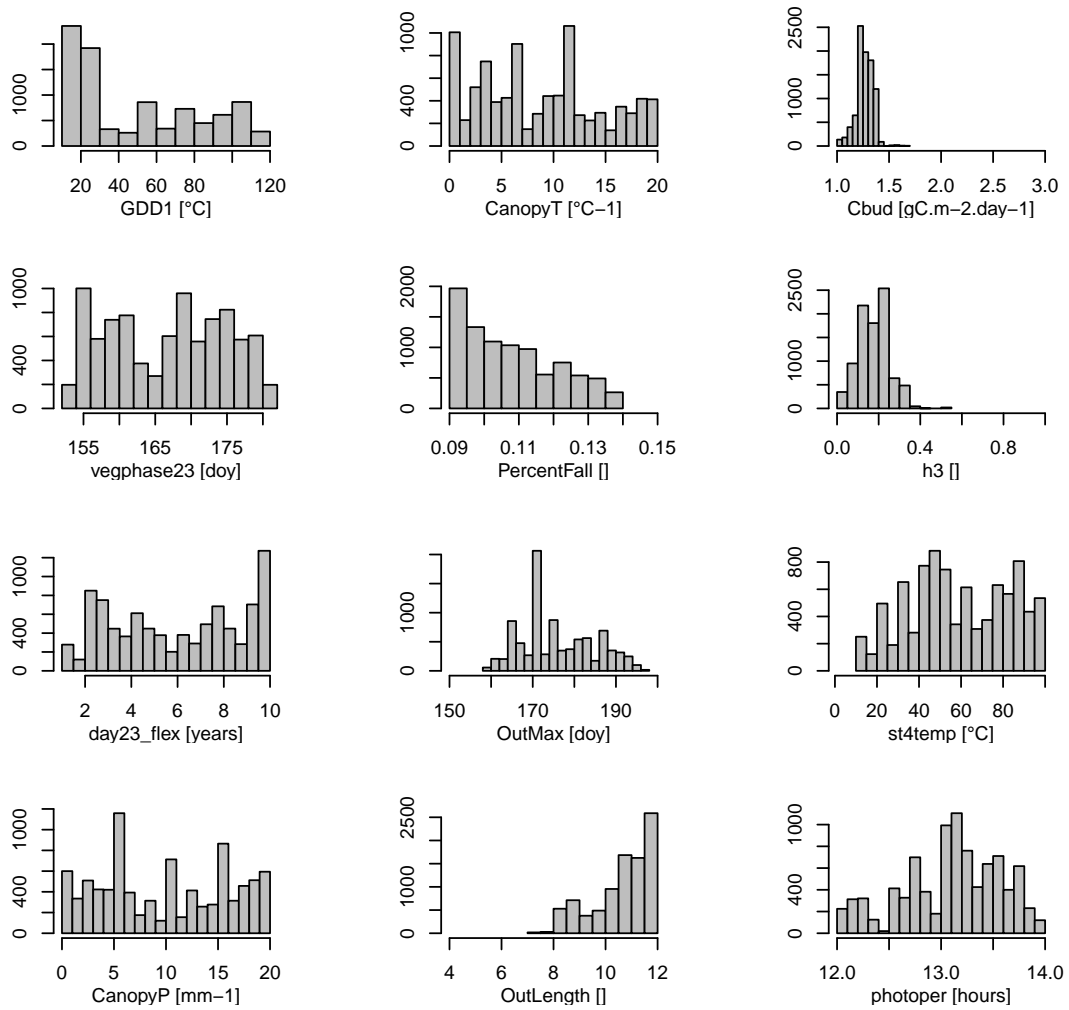 0 1000
20 40 60 80 120
GDD1 [°C]
0 400 1000
0 5 10 15 20
CanopyT [°C−1]
0 1000 2500
1.0 1.5 2.0 2.5 3.0
Cbud [gC.m−2.day−1]
0 400 1000
155 165 175
vegphase23 [doy]
0 1000 2000
0.09 0.11 0.13 0.15
PercentFall []
0 1000 2500
0.0 0.4 0.8
h3 []
0 400 1000
2 4 6 8 10
day23_flex [years]
0 1000
150 170 190
OutMax [doy]
0 400 800
0 20 40 60 80
st4temp [°C]
0 400 1000
0 5 10 15 20
CanopyP [mm−1]
0 1000 2500
4 6 8 10 12
OutLength []
0 400 1000
12.0 13.0 14.0
photoper [hours]